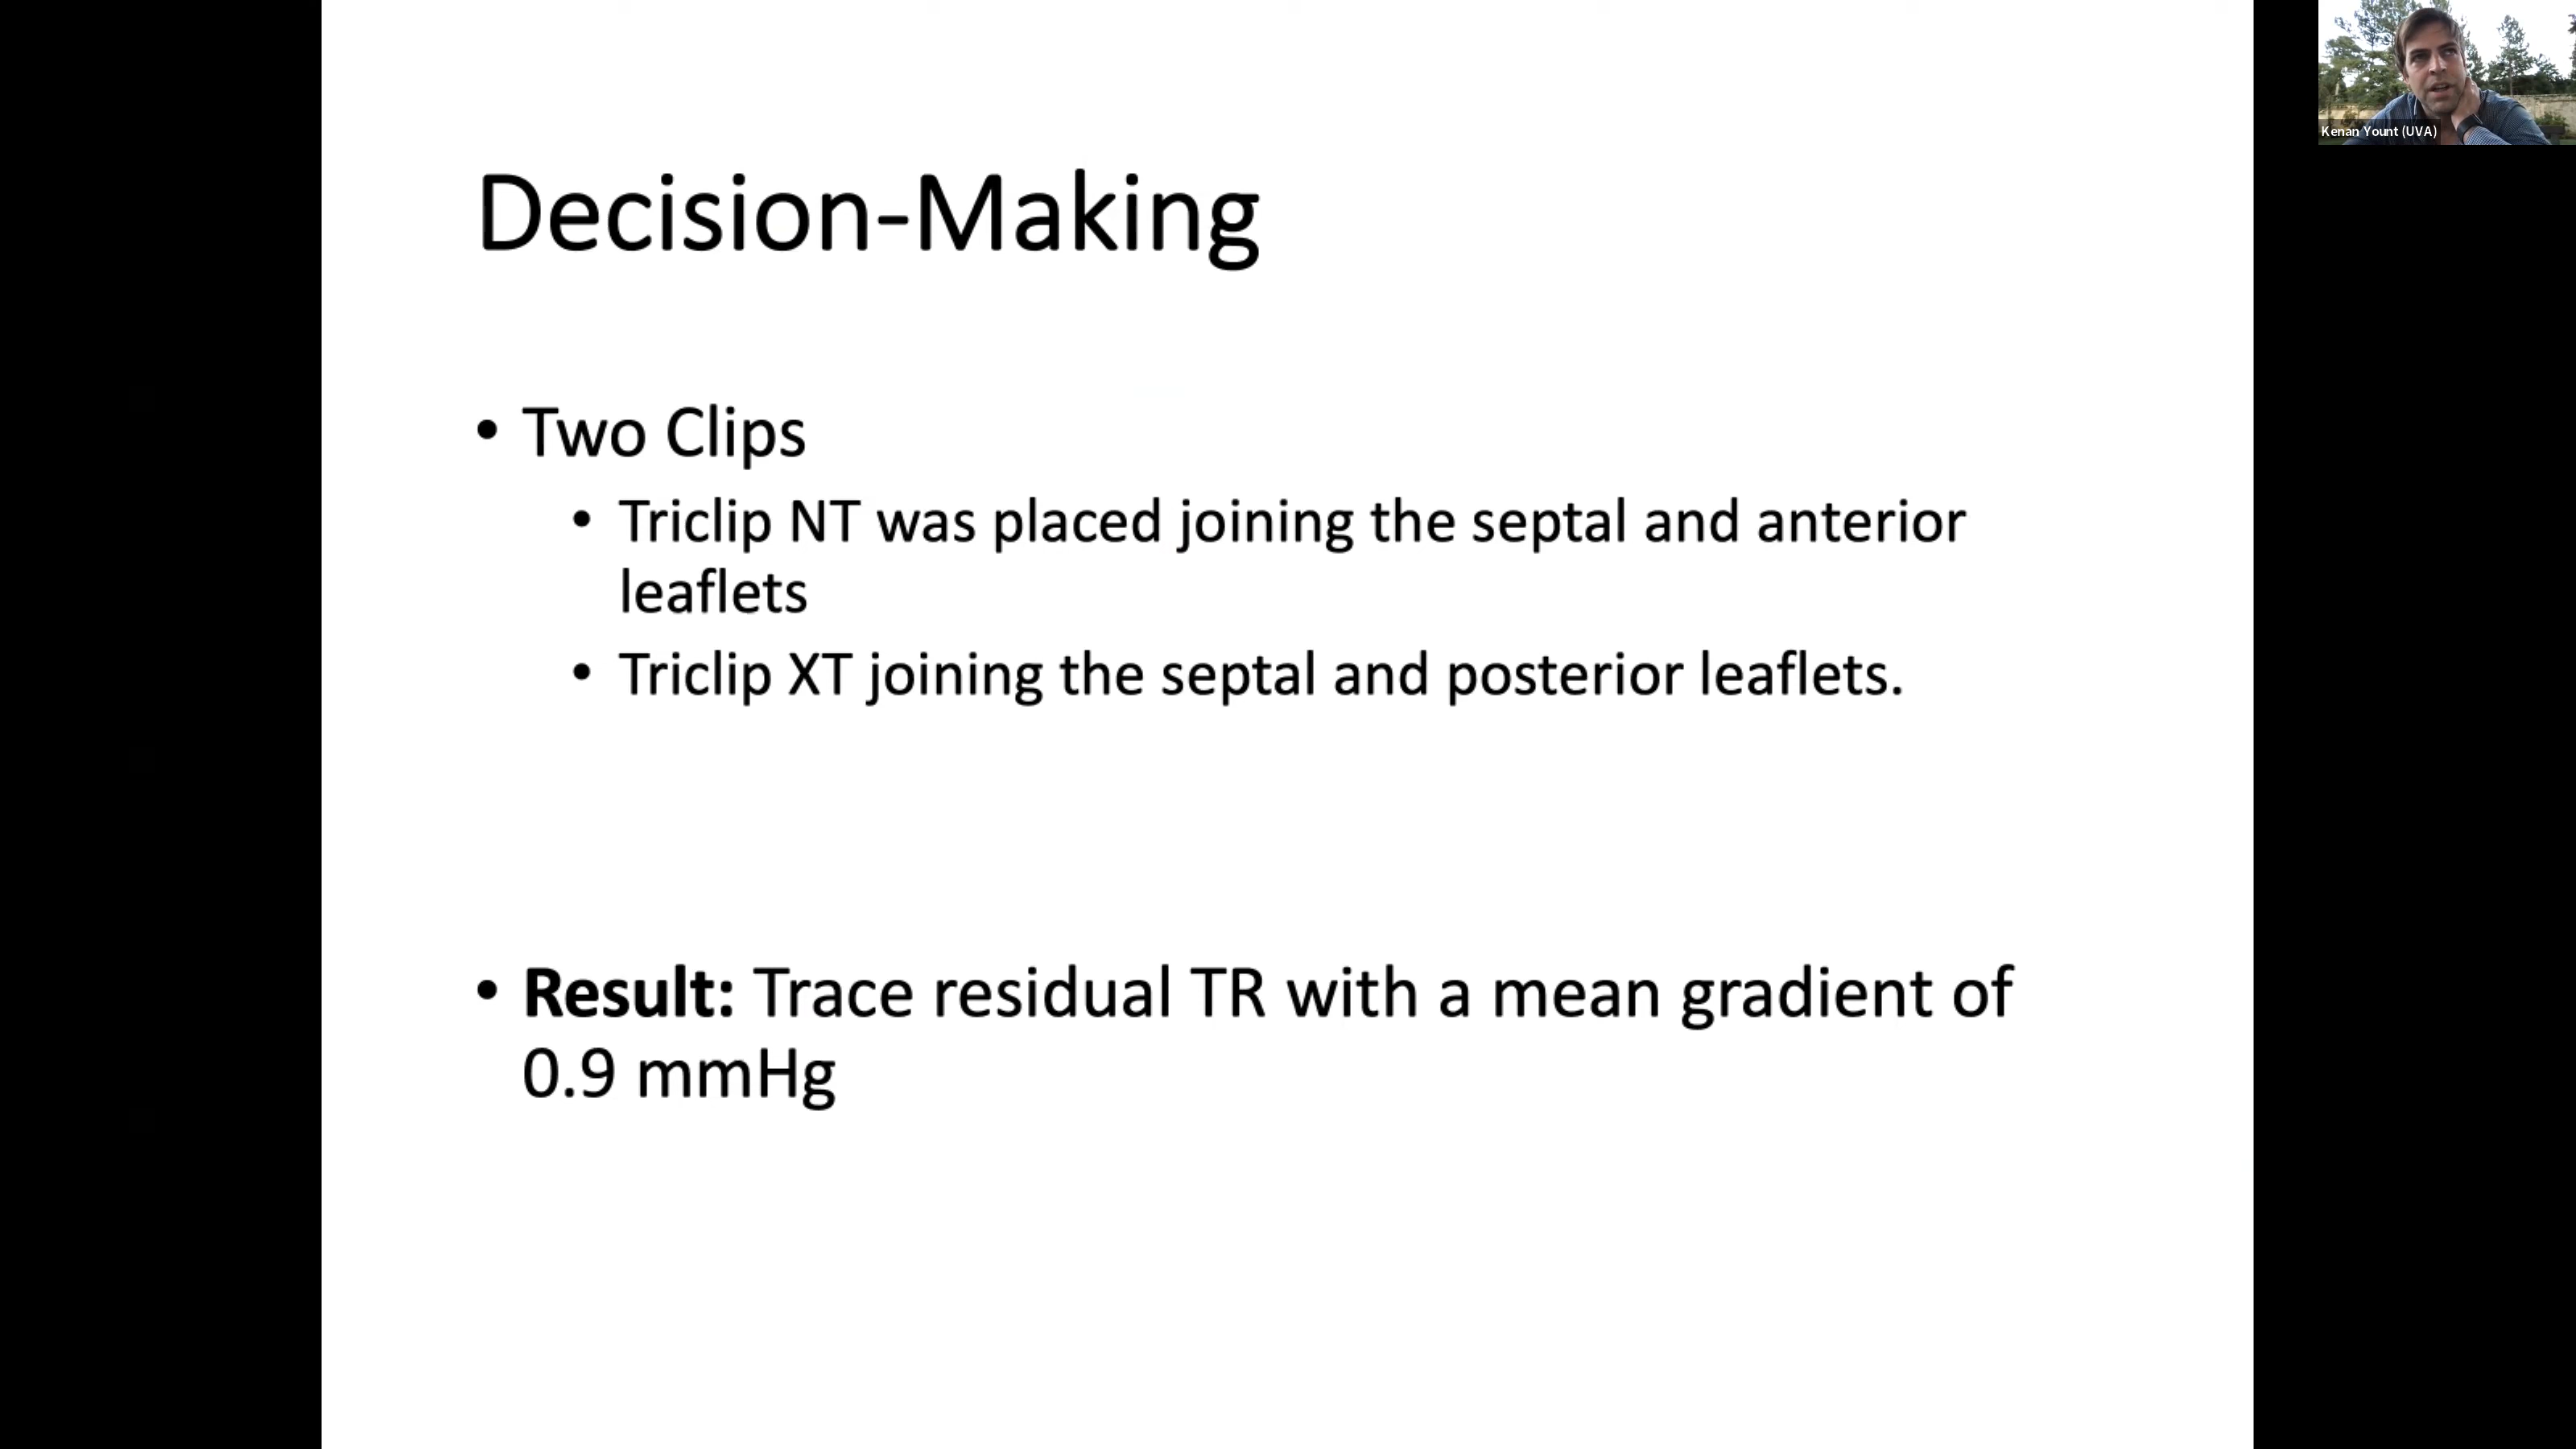 Kenan Yount (UVA)
Decision-Making
• Two Clips
• Triclip NT was placed joining the septal and anterior
leaflets
• Triclip XT joining the septal and posterior leaflets.
• Result: Trace residual TR with a mean gradient of
0.9 mmHg